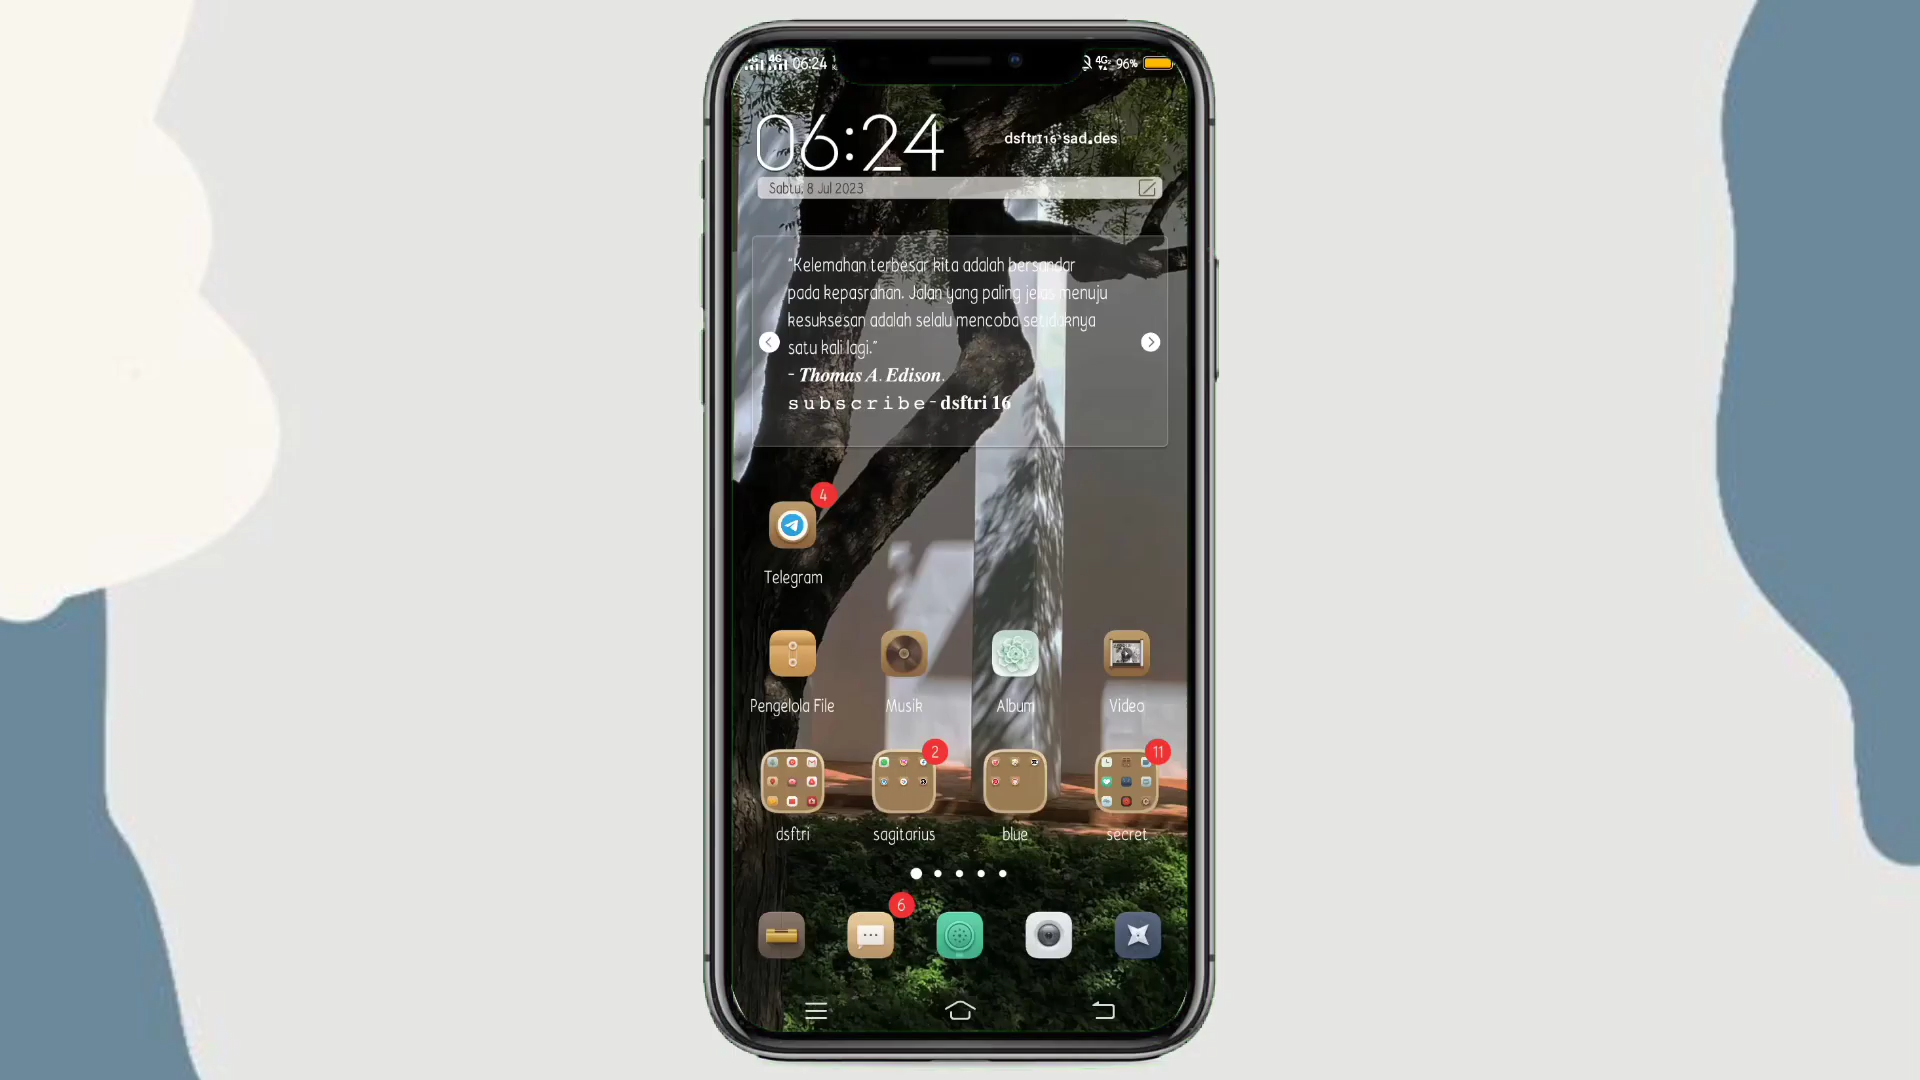 06:24
4G₂ 96%
06:24
dsftrı16 sad.des
Sabtu, 8 Jul 2023
"Kelemahan terbesar kita adalah bersandar
pada kepasrahan. Jalan yang paling jelas menuju
kesuksesan adalah selalu mencoba setidaknya
satu kali lagi."
- Thomas A. Edison.
subscribe-dsftri 16
4
Telegram
Pengelola File
Musik
Album
Video
2
11
dsftri
sagitarius
blue
secret
6